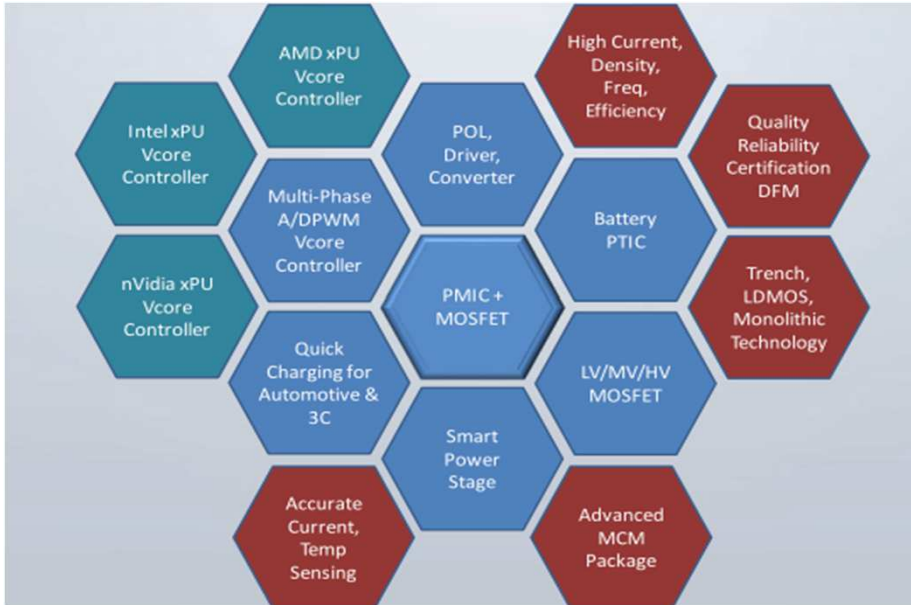 AMD xPU
Vcore
Controller
High Current,
Density,
Freq,
Efficiency
Intel xPU
Vcore
Controller
POL,
Driver,
Converter
Quality
Reliability
Certification
DFM
Multi-Phase
A/DPWM
Vcore
Controller
Battery
PTIC
nVidia xPU
Vcore
Controller
PMIC +
MOSFET
Trench,
LDMOS,
Monolithic
Technology
Quick
Charging for
Automotive &
3C
LV/MV/HV
MOSFET
Smart
Power
Stage
Accurate
Current,
Temp
Sensing
Advanced
MCM
Package